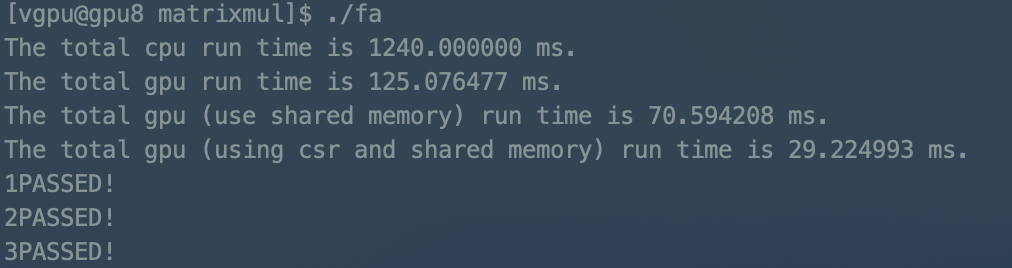 [vgpu@gpu8 matrixmul]$ ./fa
The total cpu run time is 1240.000000 ms.
The total gpu run time is 125.076477 ms.
The total gpu (use shared memory) run time is 70.594208 ms.
The total gpu (using csr and shared memory) run time is 29.224993 ms.
1PASSED!
2PASSED!
3PASSED!